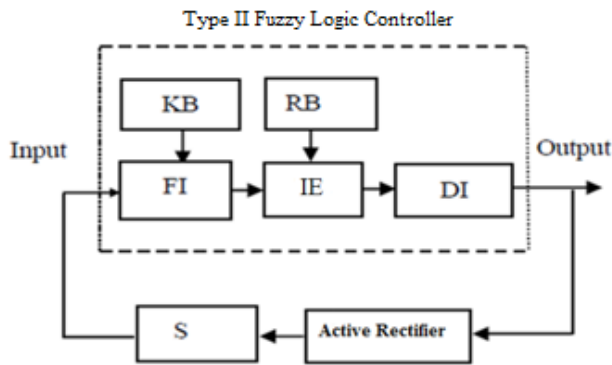 Type II Fuzzy Logic Controller
KB
RB
Input
Output
FI
IE
DI
S
Active Rectifier